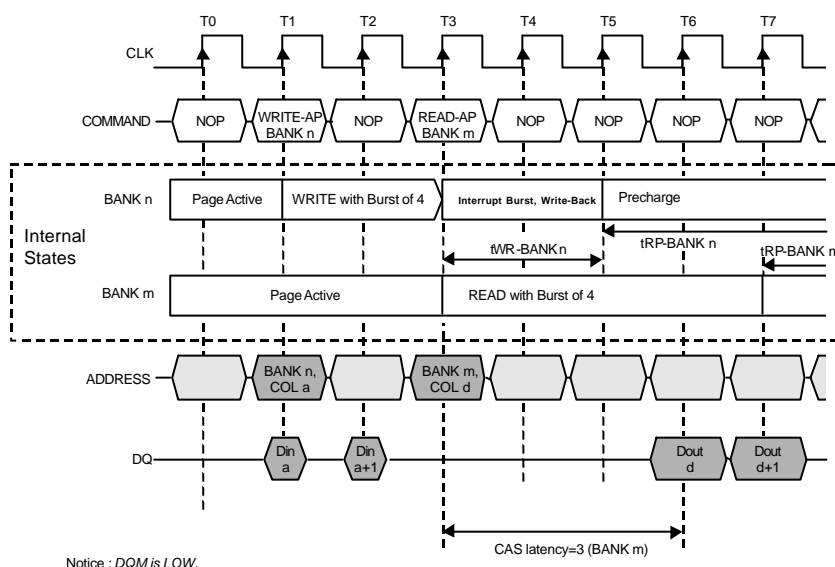 T0 T1 T2 T3 T4 T5 T6 T7
CLK
COMMAND NOP WRITE-AP BANK n NOP READ-AP BANK m NOP NOP NOP NOP
BANK n Page Active WRITE with Burst of 4 Interrupt Burst, Write-Back Precharge
Internal
States
tWR-BANK n tRP-BANK n tRP-BANK m
BANK m Page Active READ with Burst of 4
ADDRESS BANK n, COL a BANK m, COL d
DQ Din a Din a+1 Dout d Dout d+1
CAS latency=3 (BANK m)
Notice : DQM is LOW.